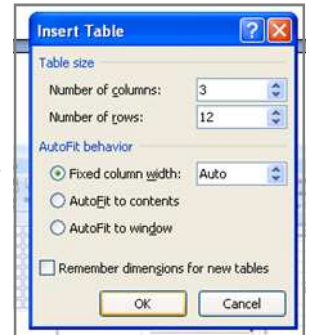 Insert Table
Table size
Number of columns: 3
Number of rows: 12
AutoFit behavior
Fixed column width: Auto
AutoFit to contents
AutoFit to window
Remember dimensions for new tables
OK Cancel